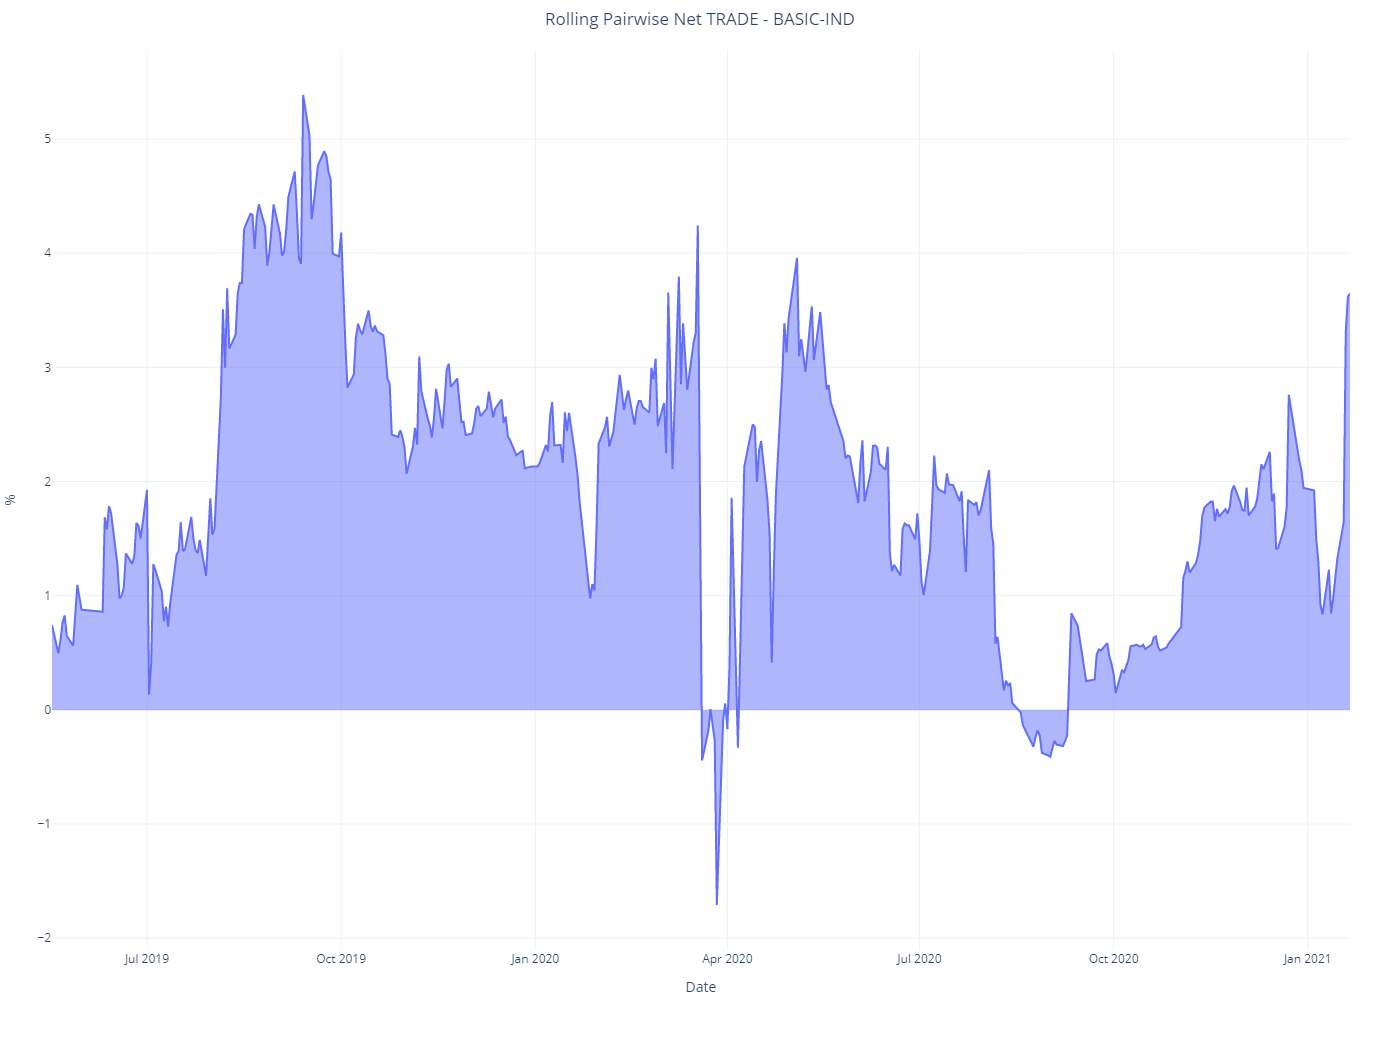 Rolling Pairwise Net TRADE - BASIC-IND
5
4
3
2
1
0
−1
−2
%
Jul 2019
Oct 2019
Jan 2020
Apr 2020
Jul 2020
Oct 2020
Jan 2021
Date